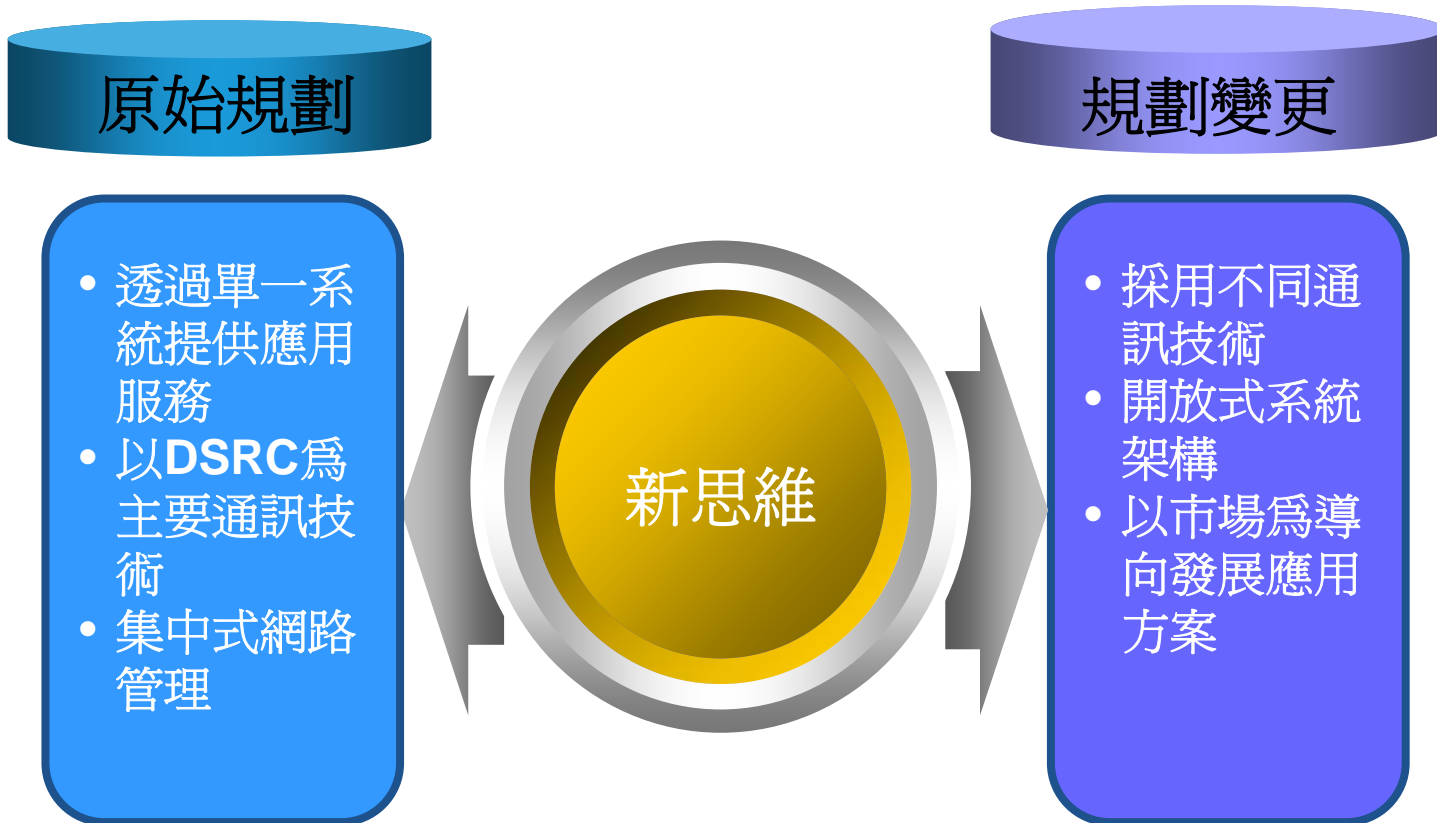 原始規劃
規劃變更
• 透過單一系
統提供應用
服務
• 以DSRC爲
主要通訊技
術
• 集中式網路
管理
新思維
• 採用不同通
訊技術
• 開放式系統
架構
• 以市場爲導
向發展應用
方案